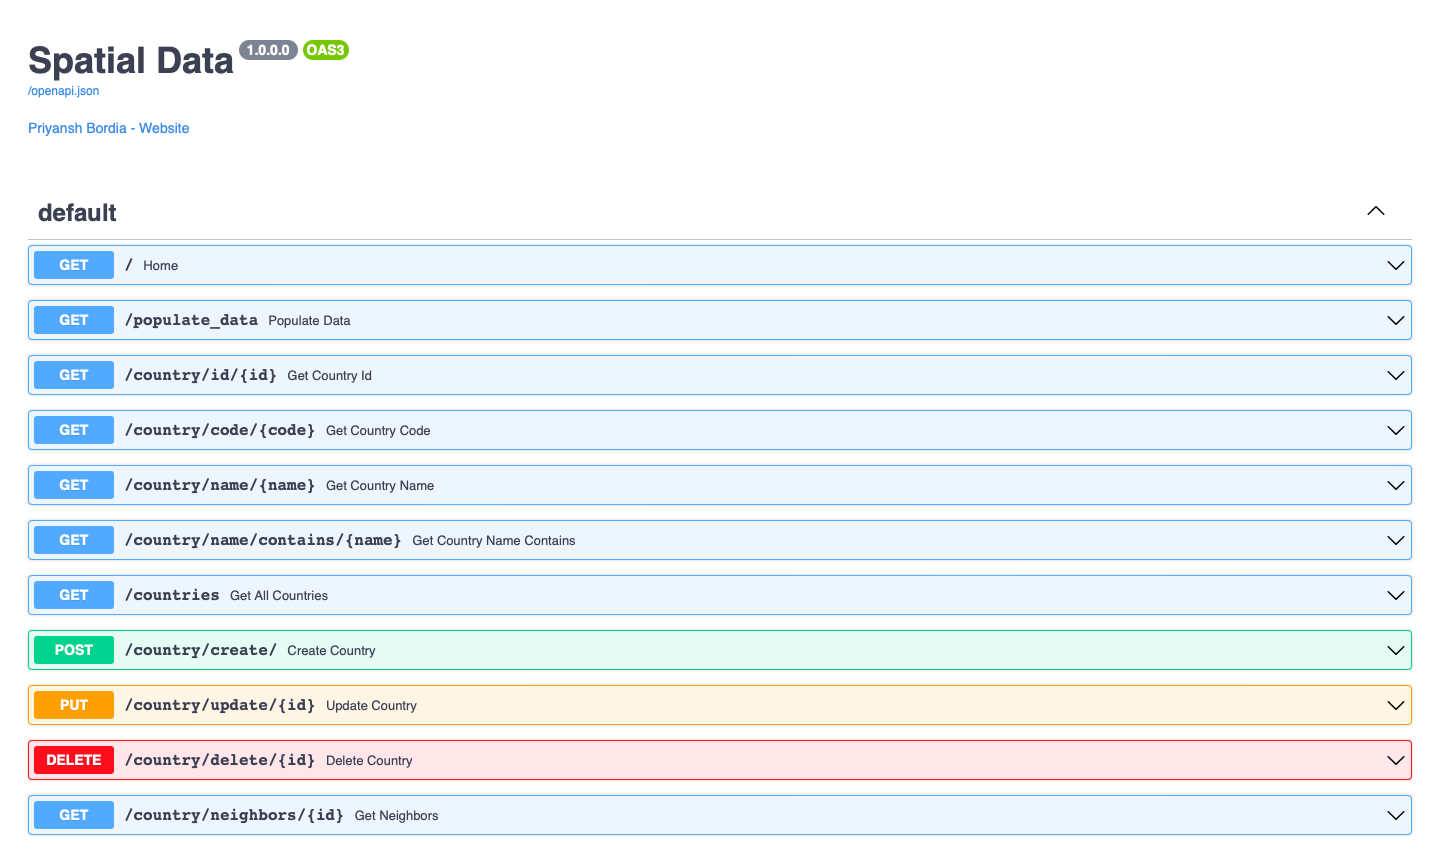 Spatial Data 1.0.0.0 OAS3
/openapi.json
Priyansh Bordia - Website
default
GET / Home
GET /populate_data Populate Data
GET /country/id/{id} Get Country Id
GET /country/code/{code} Get Country Code
GET /country/name/{name} Get Country Name
GET /country/name/contains/{name} Get Country Name Contains
GET /countries Get All Countries
POST /country/create/ Create Country
PUT /country/update/{id} Update Country
DELETE /country/delete/{id} Delete Country
GET /country/neighbors/{id} Get Neighbors